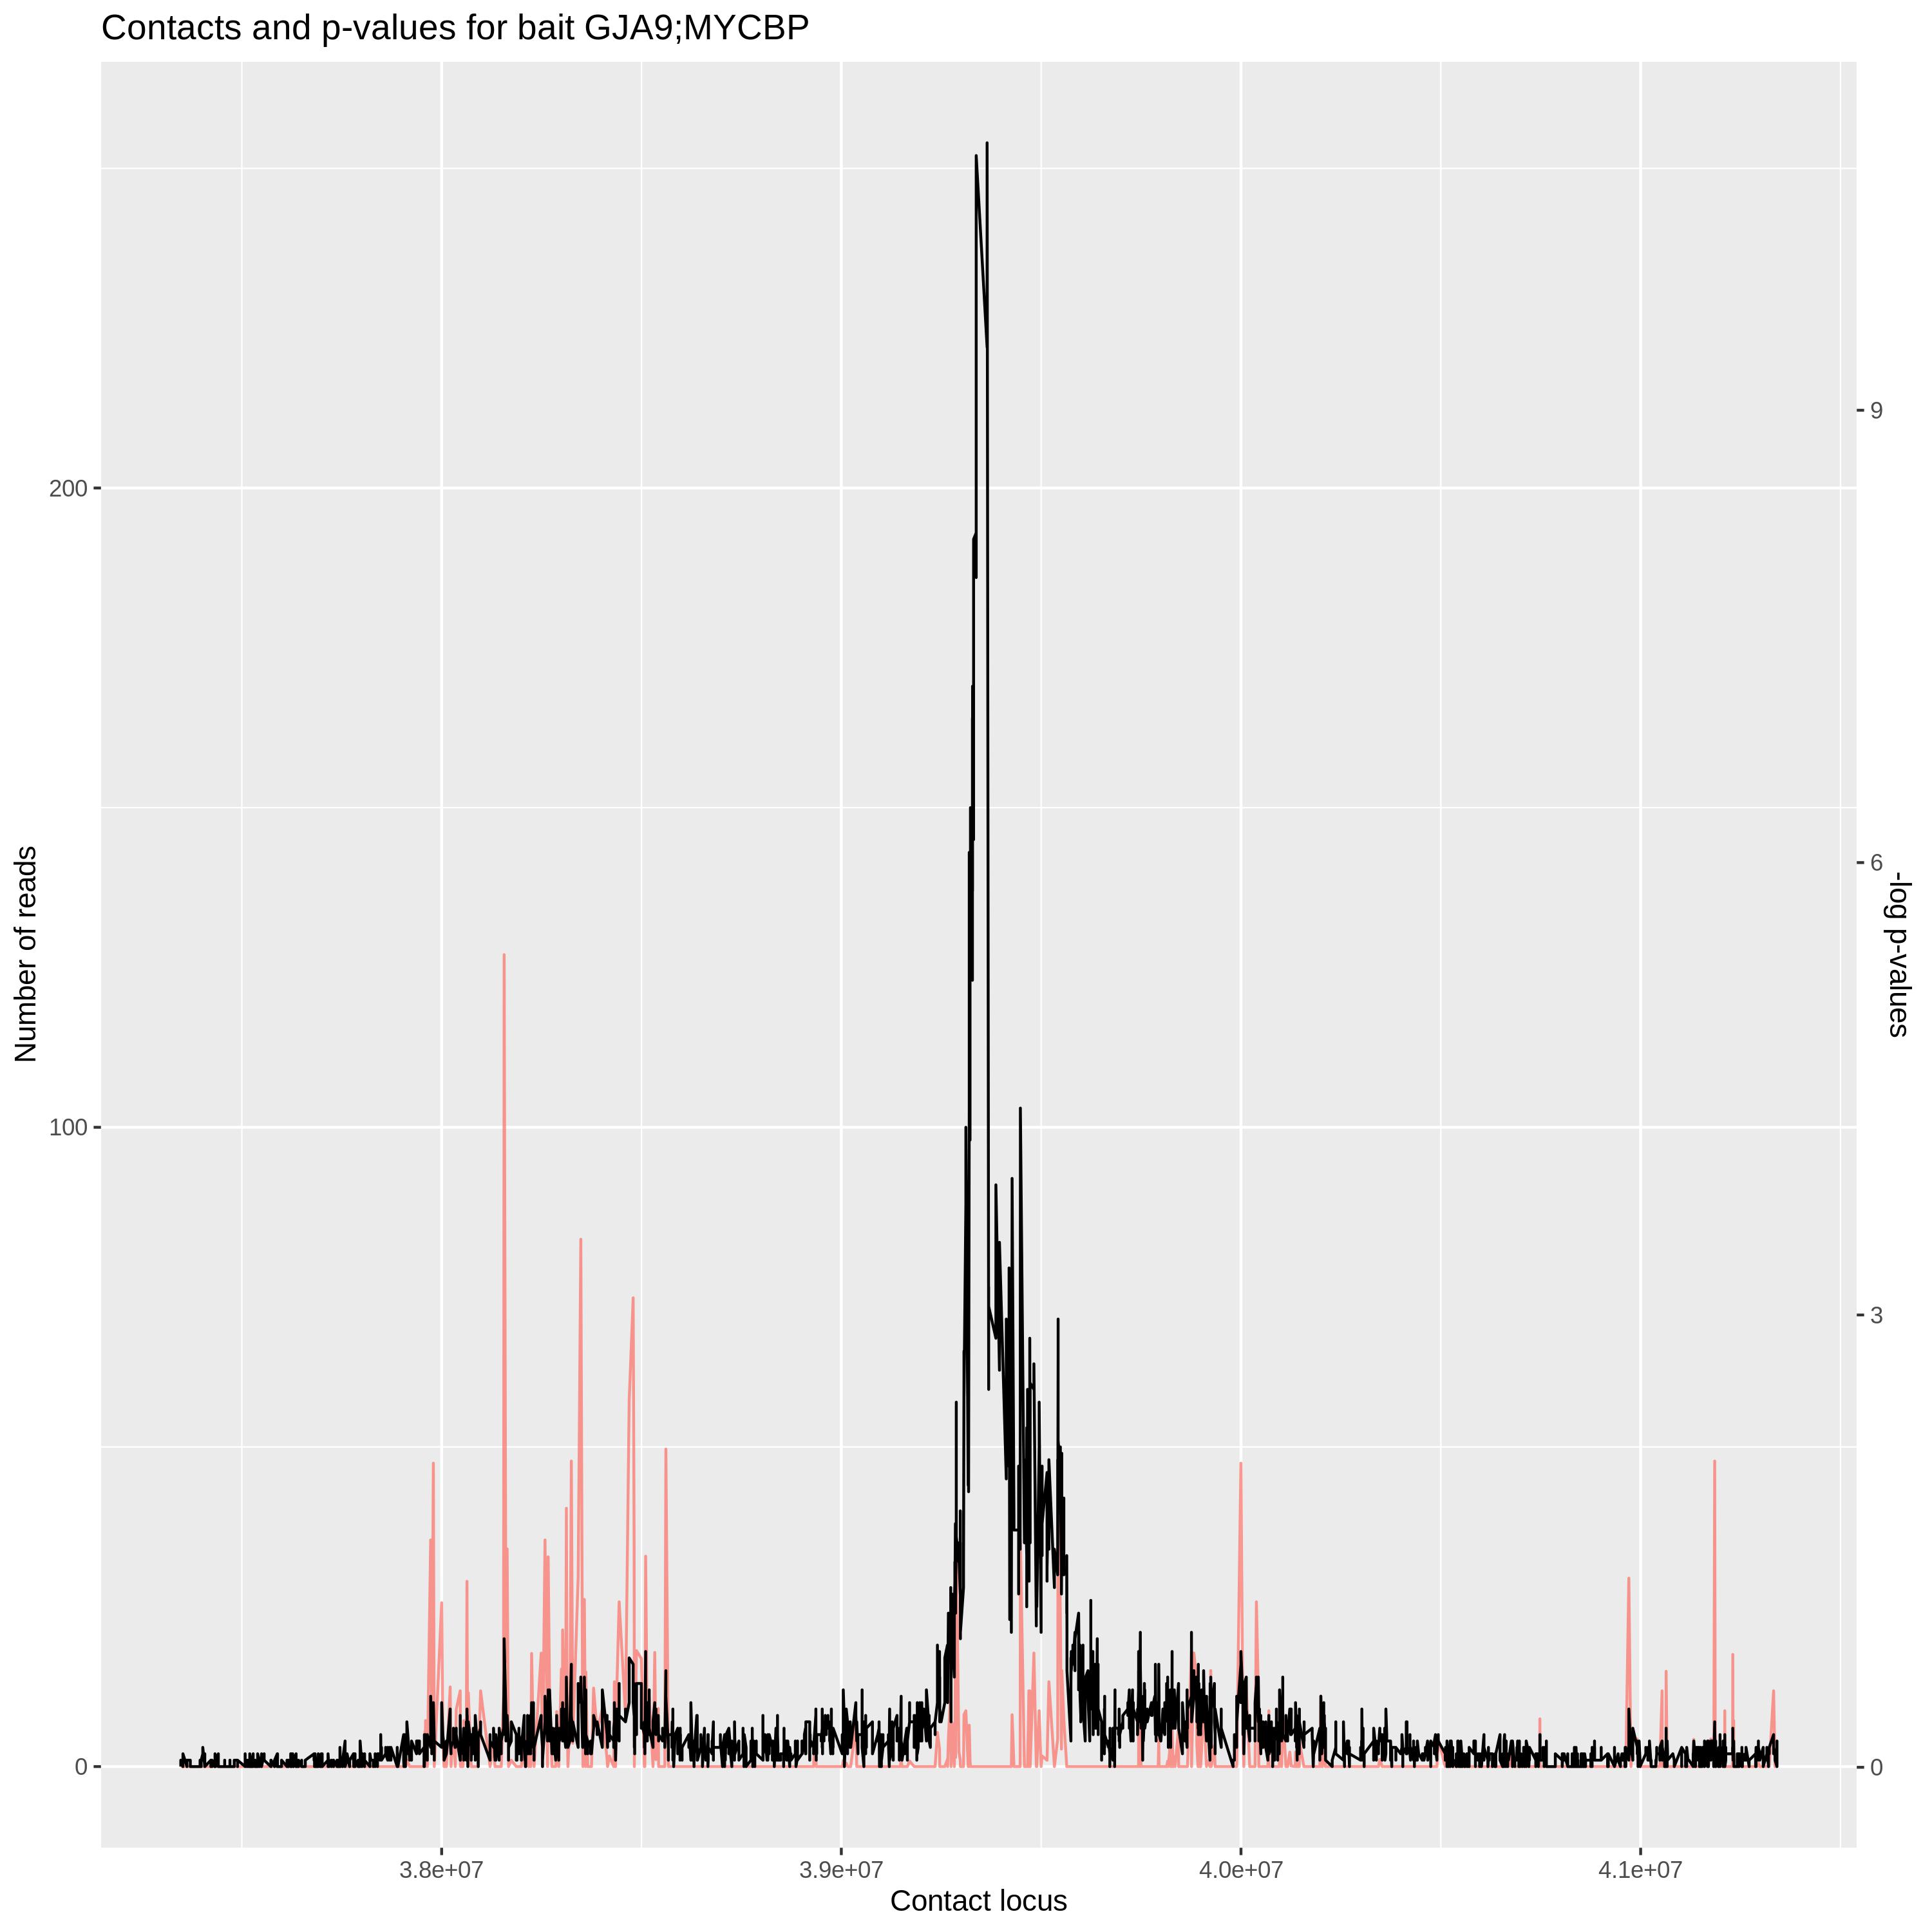 Contacts and p-values for bait GJA9;MYCBP
Number of reads
200
100
0
9
6
3
0
-log p-values
3.8e+07
3.9e+07
4.0e+07
4.1e+07
Contact locus